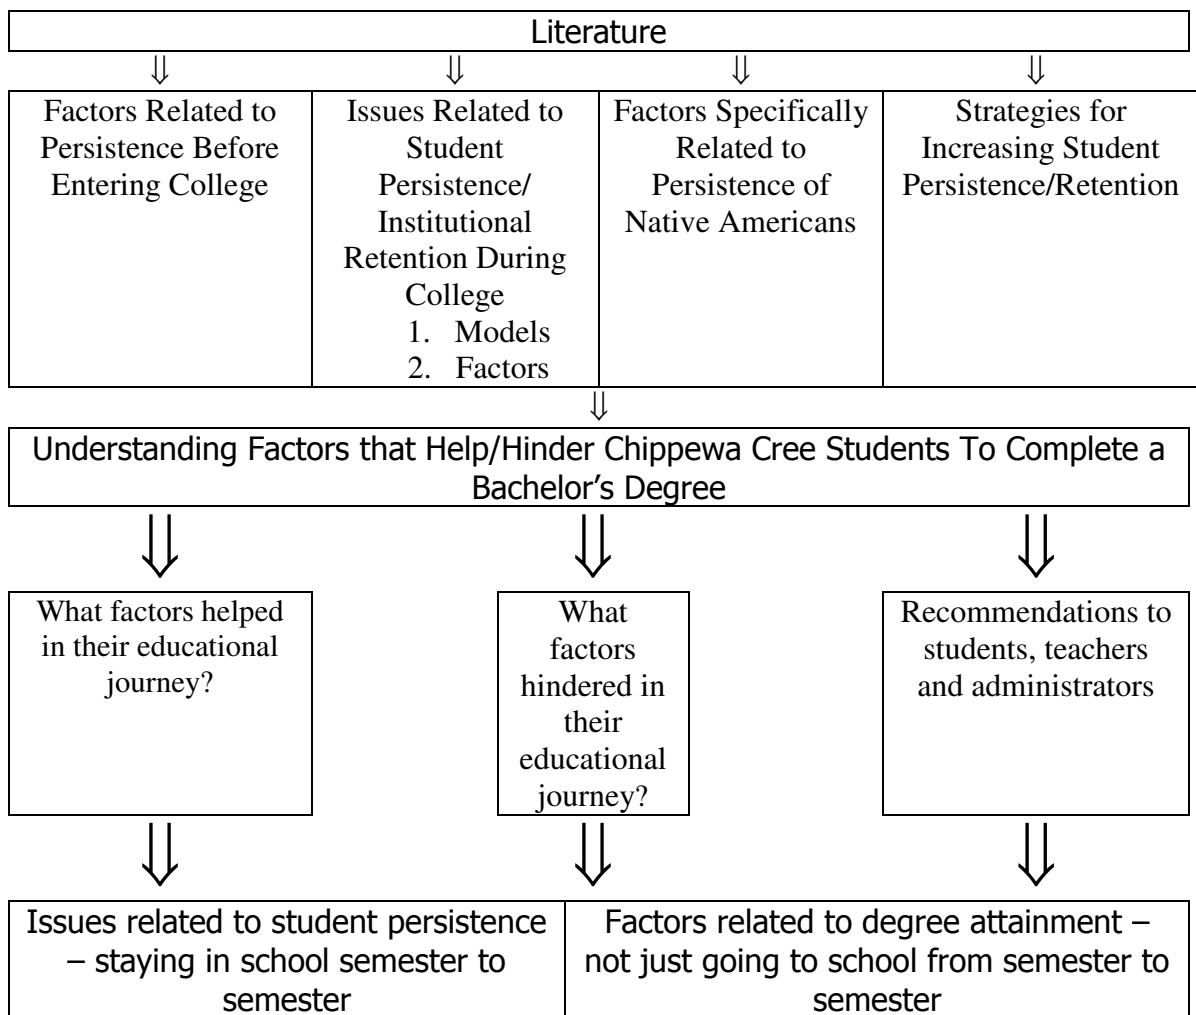 Literature
⇓ ⇓ ⇓ ⇓
Factors Related to
Persistence Before
Entering College
Issues Related to
Student
Persistence/
Institutional
Retention During
College
1. Models
2. Factors
Factors Specifically
Related to
Persistence of
Native Americans
Strategies for
Increasing Student
Persistence/Retention
⇓
Understanding Factors that Help/Hinder Chippewa Cree Students To Complete a
Bachelor's Degree
⇓ ⇓ ⇓
What factors helped
in their educational
journey?
What
factors
hindered in
their
educational
journey?
Recommendations to
students, teachers
and administrators
⇓ ⇓ ⇓
Issues related to student persistence
– staying in school semester to
semester
Factors related to degree attainment –
not just going to school from semester to
semester